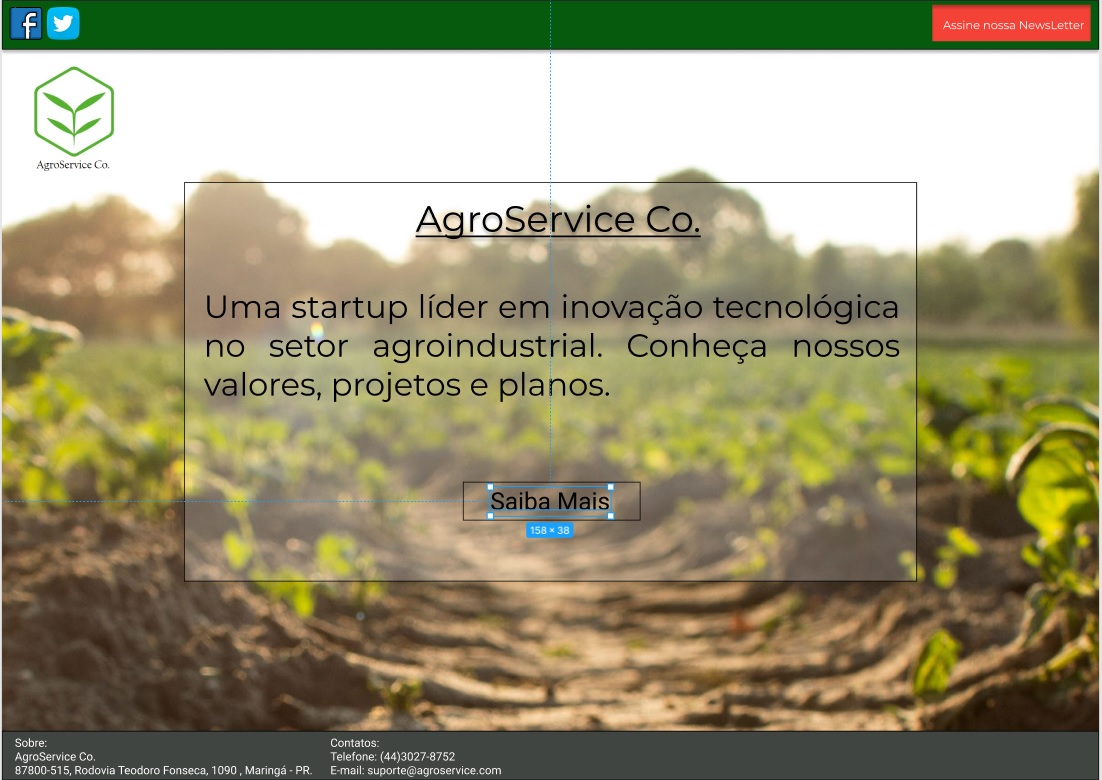 Assine nossa NewsLetter
AgroService Co.
AgroService Co.
Uma startup líder em inovação tecnológica
no setor agroindustrial. Conheça nossos
valores, projetos e planos.
Saiba Mais
158 × 38
Sobre:
AgroService Co.
87800-515, Rodovia Teodoro Fonseca, 1090 , Maringá - PR.
Contatos:
Telefone: (44)3027-8752
E-mail: suporte@agroservice.com